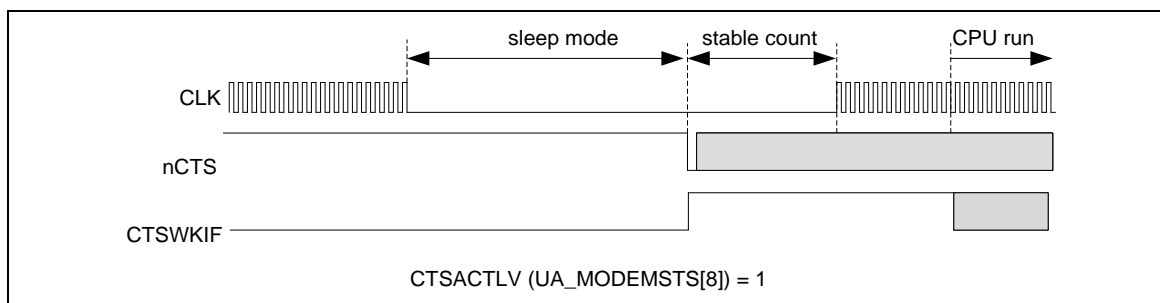 sleep mode stable count CPU run
CLK
nCTS
CTSWKIF
CTSACTLV (UA_MODEMSTS[8]) = 1